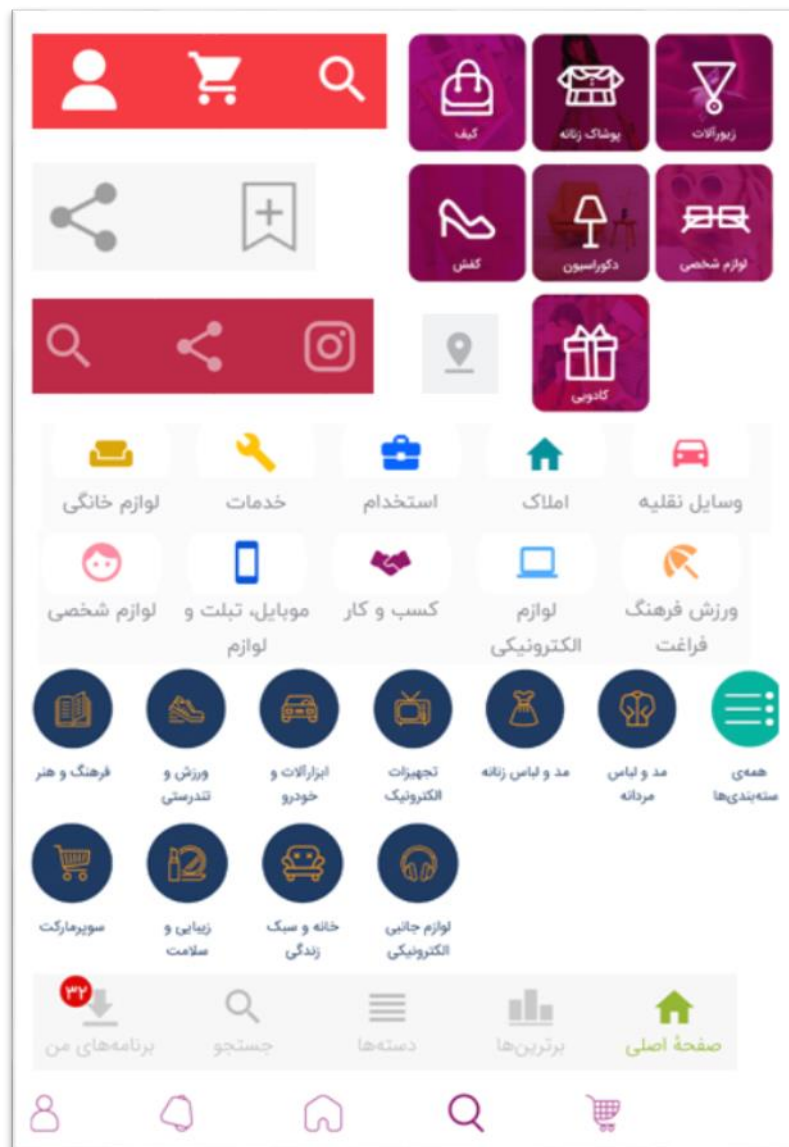 زیورآلات
پوشاک زنانه
کیف
لوازم شخصی
دکوراسیون
کفش
کادویی
وسایل نقلیه
املاک
استخدام
خدمات
لوازم خانگی
ورزش فرهنگ
فراغت
لوازم
الکترونیکی
کسب و کار
موبایل، تبلت و
لوازم
لوازم شخصی
همه‌ی
سته‌بندی‌ها
مد و لباس
مردانه
مد و لباس زنانه
تجهیزات
الکترونیک
ابزارآلات و
خودرو
ورزش و
تندرستی
فرهنگ و هنر
لوازم جانبی
الکترونیکی
خانه و سبک
زندگی
زیبایی و
سلامت
سوپرمارکت
صفحهٔ اصلی
برترین‌ها
دسته‌ها
جستجو
۳۲
برنامه‌های من